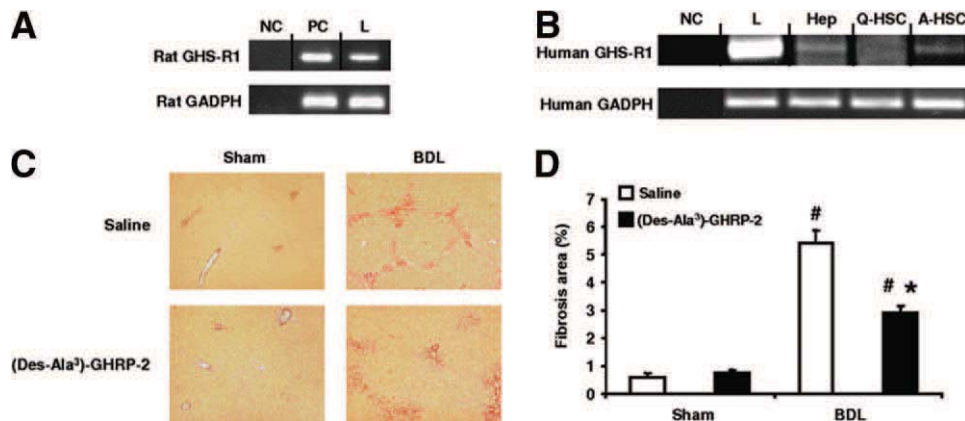 A
NC PC L
Rat GHS-R1
Rat GADPH
B
NC L Hep Q-HSC A-HSC
Human GHS-R1
Human GADPH
C
Sham BDL
Saline
(Des-Ala³)-GHRP-2
D
Saline
(Des-Ala³)-GHRP-2
Fibrosis area (%)
7
6
5
4
3
2
1
0
#
# *
Sham BDL